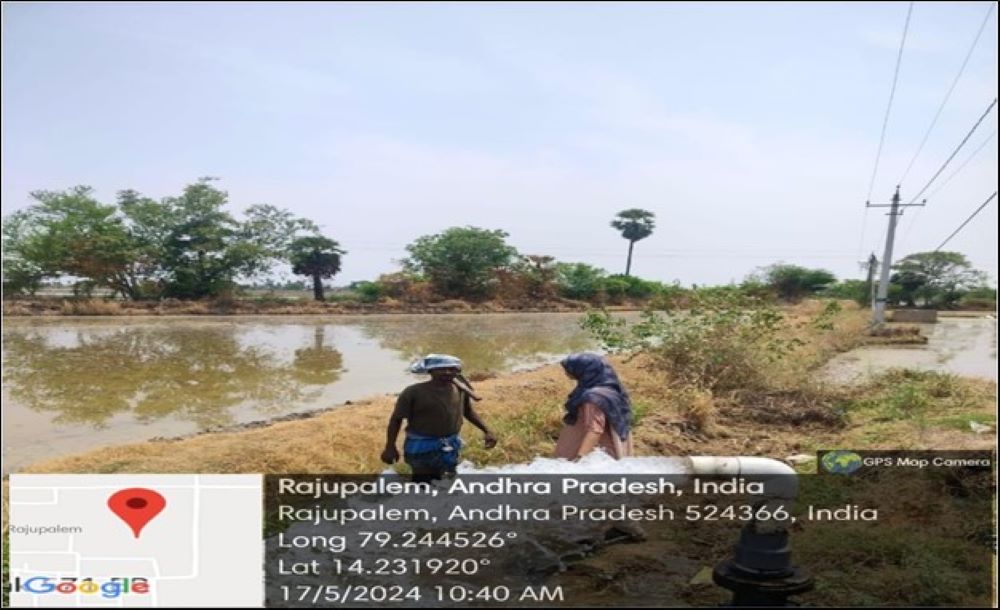 GPS Map Camera
Rajupalem, Andhra Pradesh, India
Rajupalem, Andhra Pradesh 524366, India
Long 79.244526°
Lat 14.231920°
17/5/2024 10:40 AM
Rajupalem
Google